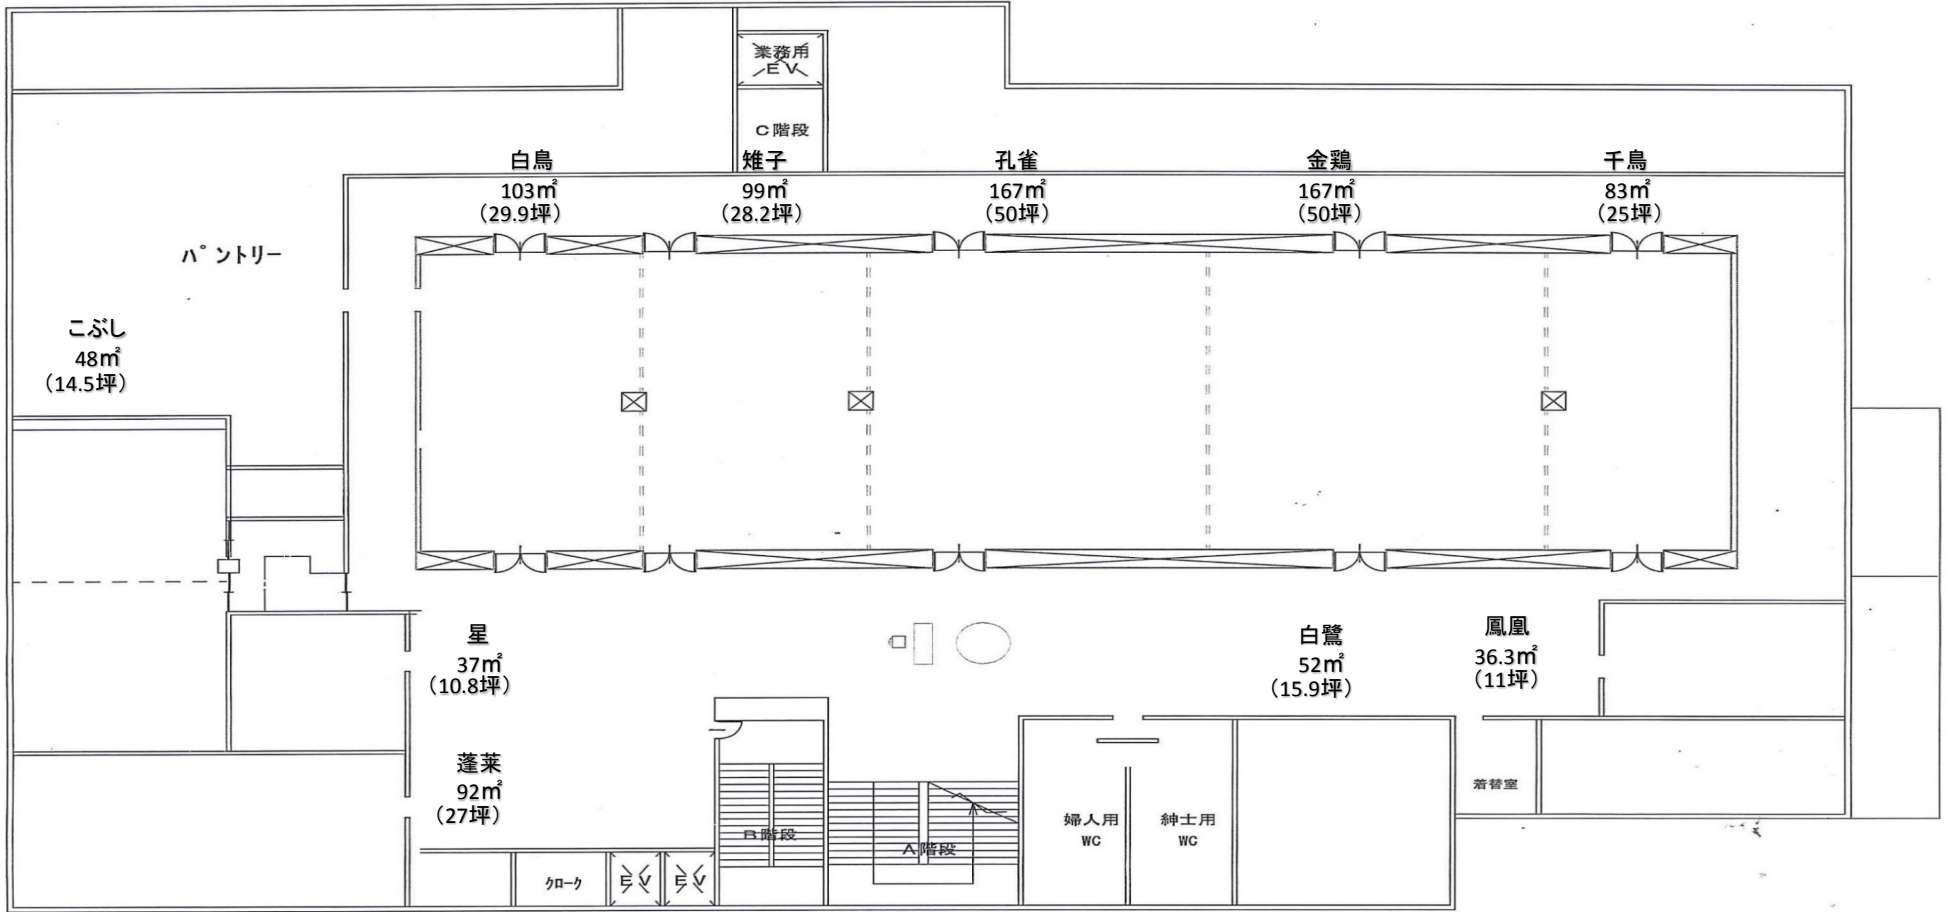 業務用
EV
C階段
白鳥
103㎡
（29.9坪）
雉子
99㎡
（28.2坪）
孔雀
167㎡
（50坪）
金鶏
167㎡
（50坪）
千鳥
83㎡
（25坪）
パントリー
こぶし
48㎡
（14.5坪）
星
37㎡
（10.8坪）
白鷺
52㎡
（15.9坪）
鳳凰
36.3㎡
（11坪）
蓬莱
92㎡
（27坪）
着替室
B階段
A階段
婦人用
WC
紳士用
WC
クローク
EV
EV